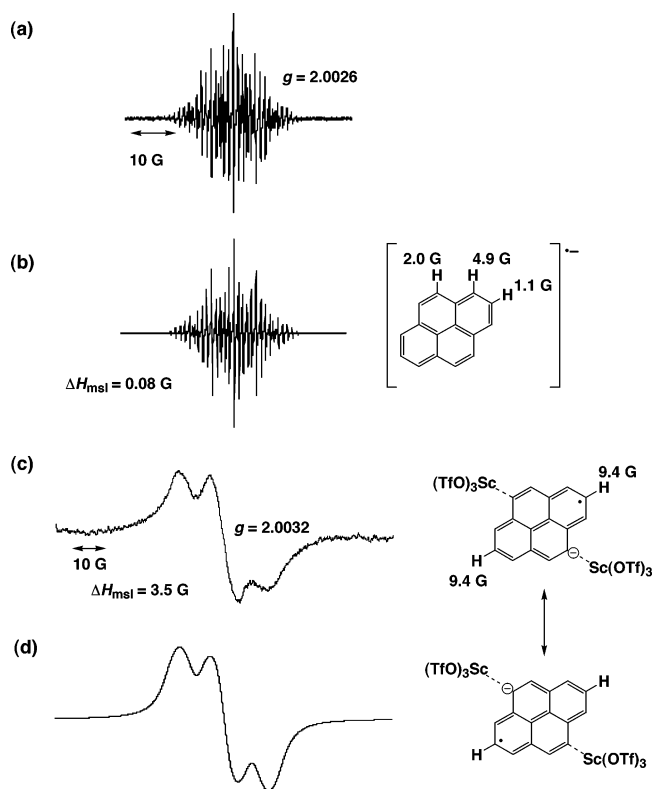 (a)
g = 2.0026
10 G
(b)
2.0 G 4.9 G
H H
H 1.1 G
•−
ΔHmsl = 0.08 G
(c)
(TfO)3Sc
9.4 G
H
g = 2.0032
10 G
ΔHmsl = 3.5 G
H
9.4 G
−
Sc(OTf)3
(d)
(TfO)3Sc
−
H
H
Sc(OTf)3